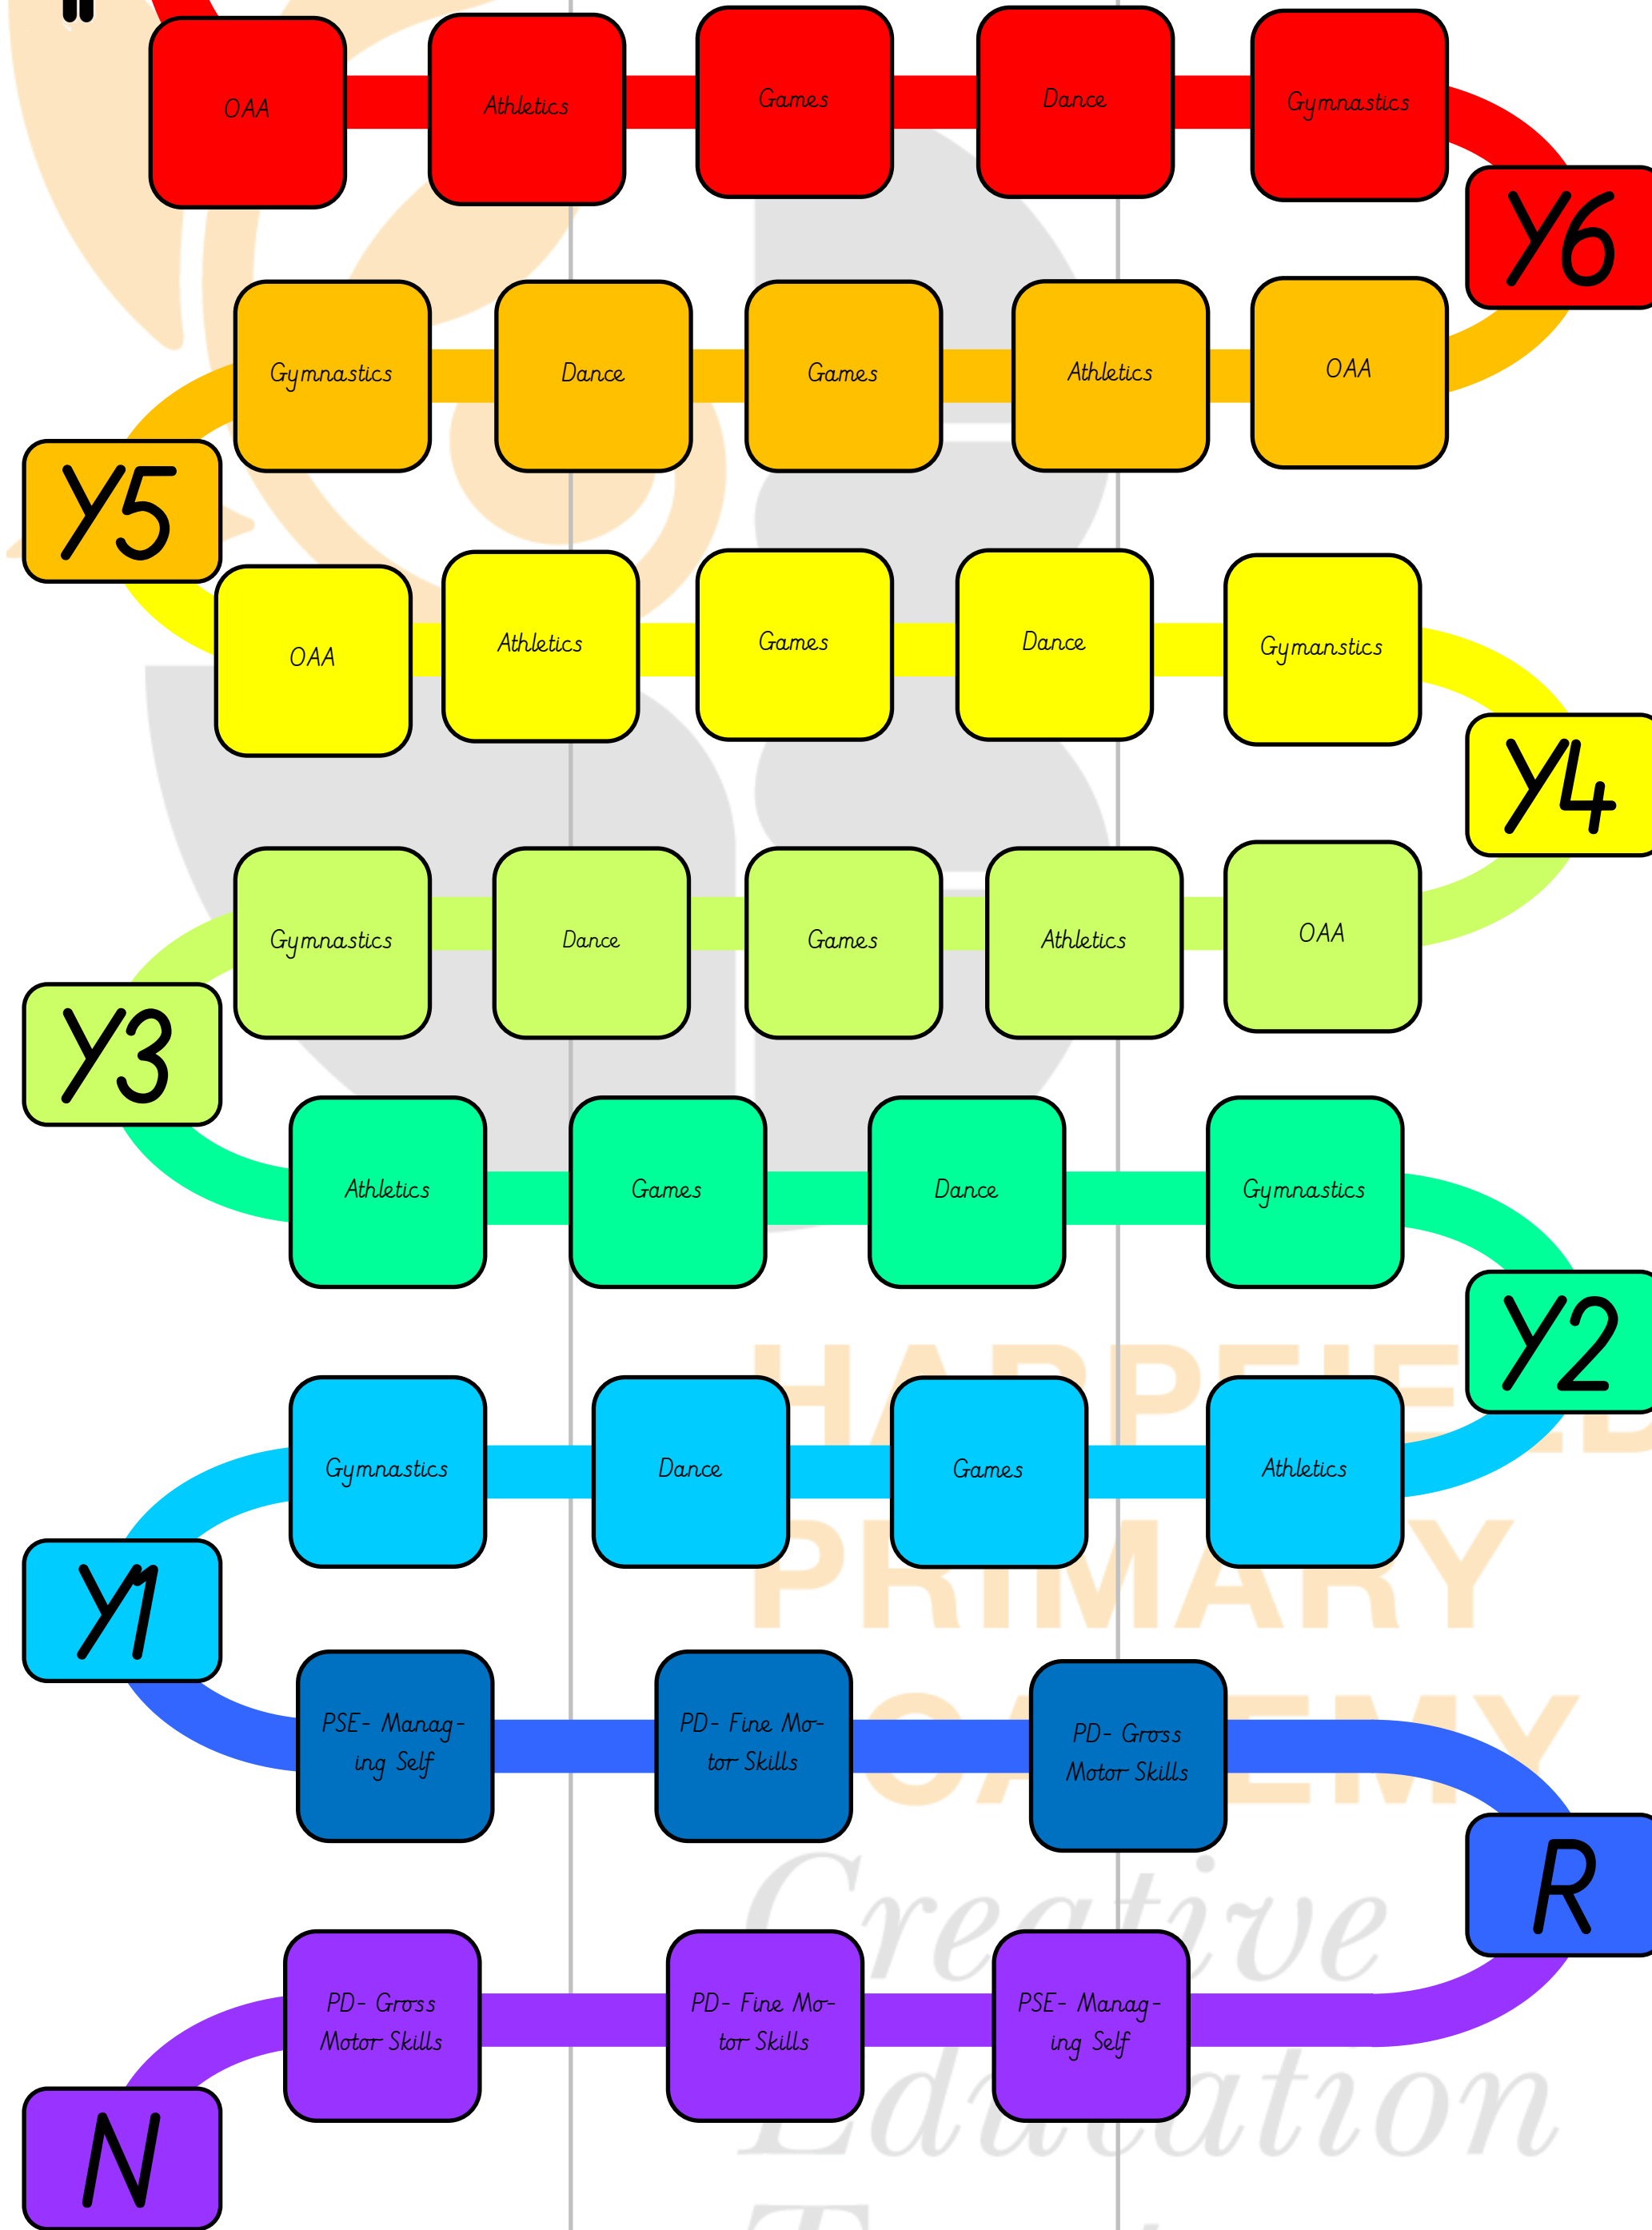 OAA
Athletics
Games
Dance
Gymnastics
Y6
Gymnastics
Dance
Games
Athletics
OAA
Y5
OAA
Athletics
Games
Dance
Gymanstics
Y4
Gymnastics
Dance
Games
Athletics
OAA
Y3
Athletics
Games
Dance
Gymnastics
Y2
Gymnastics
Dance
Games
Athletics
Y1
PRIMARY
PSE- Manag-
ing Self
PD- Fine Mo-
tor Skills
PD- Gross
Motor Skills
R
Creative
PD- Gross
Motor Skills
PD- Fine Mo-
tor Skills
PSE- Manag-
ing Self
Education
N